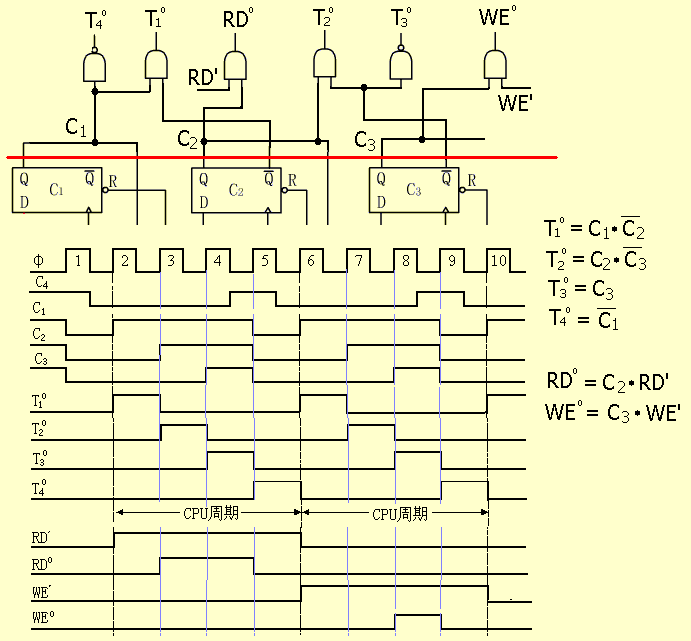 T4° T1° RD° T2° T3° WE°
RD'
WE'
C1 C2 C3
Q C1 Q̅ R Q C2 Q̅ R Q C3 Q̅ R
D D D
T1° = C1 • C̅2
T2° = C2 • C̅3
T3° = C3
T4° = C̅1
RD° = C2 • RD'
WE° = C3 • WE'
Φ 1 2 3 4 5 6 7 8 9 10
C4
C1
C2
C3
T1°
T2°
T3°
T4°
CPU周期 CPU周期
RD′
RD°
WE′
WE°